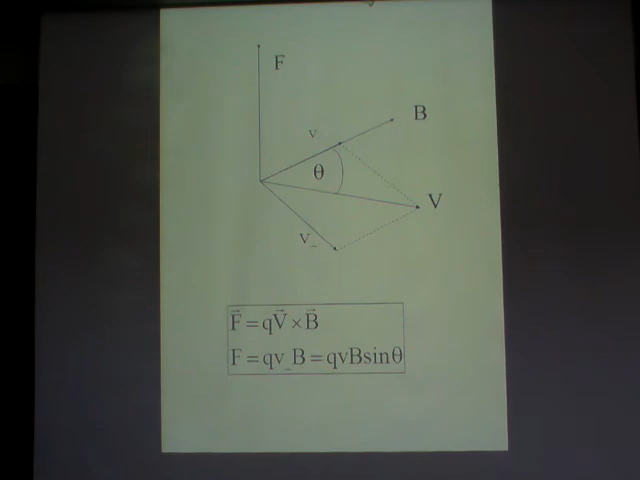 F
B
v
θ
V
V_
F⃗ = qV⃗ × B⃗
F = qv_B = qvBsinθ